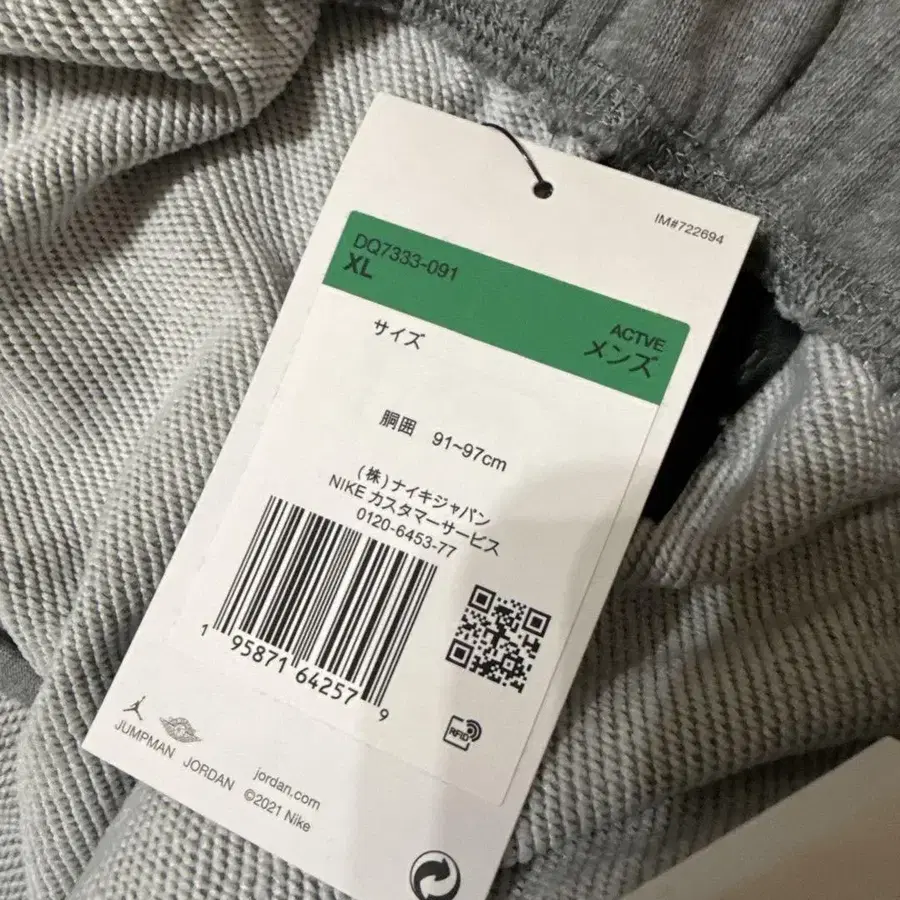 IM#722694
DQ7333-091
XL
ACTVE
メンズ
サイズ
胴囲 91~97cm
(株)ナイキジャパン
NIKE カスタマーサービス
0120-6453-77
1 95871 64257 9
RFID
JUMPMAN JORDAN
jordan.com
©2021 Nike